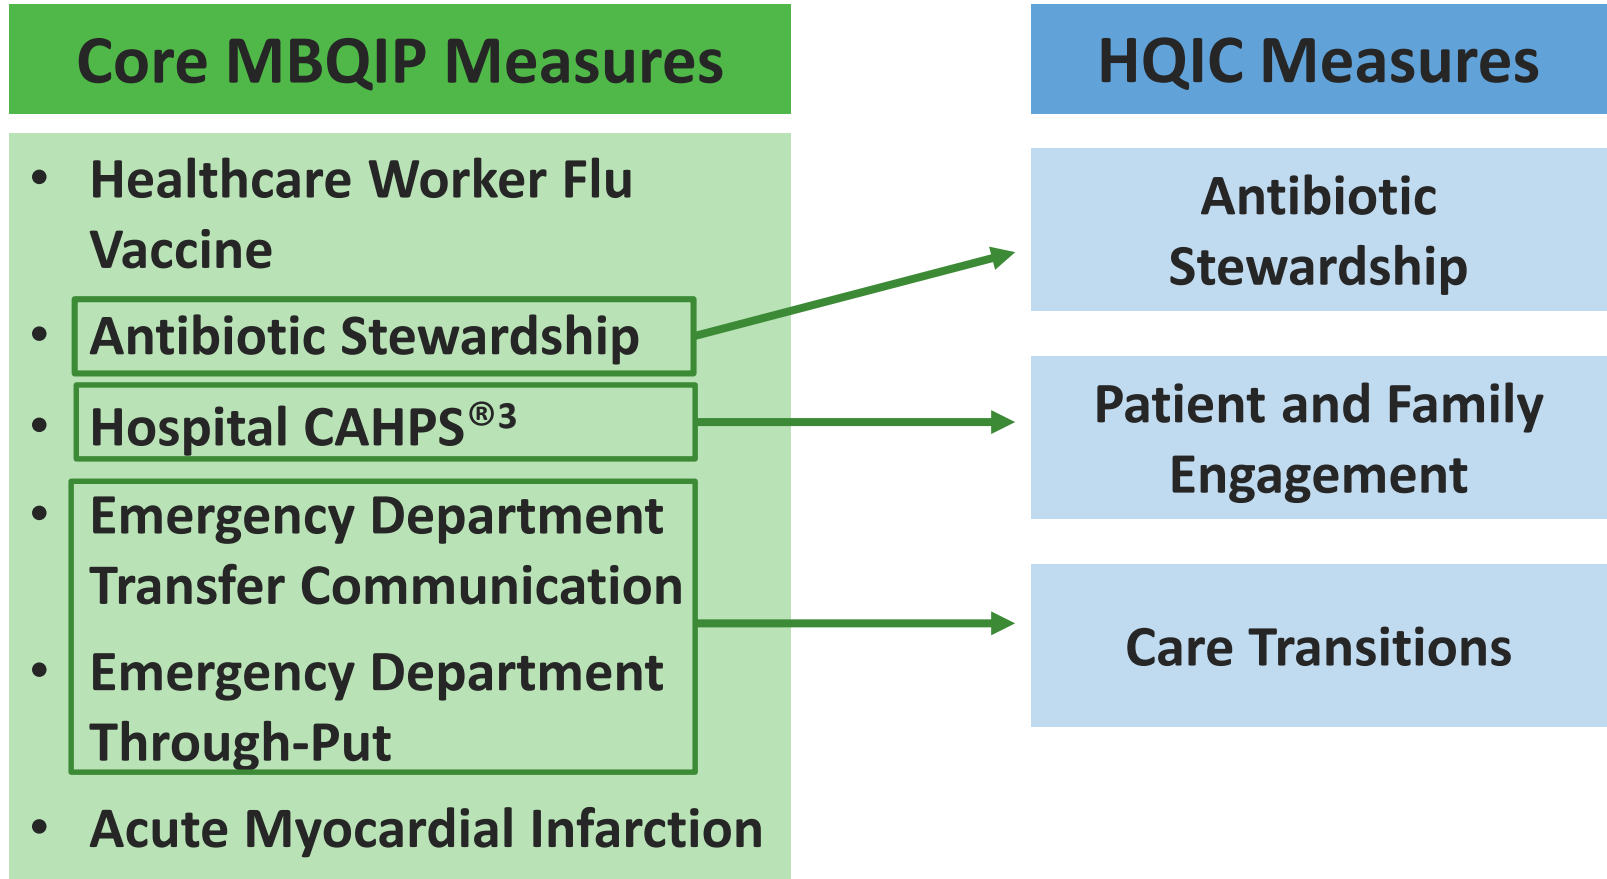 Core MBQIP Measures
• Healthcare Worker Flu
Vaccine
• Antibiotic Stewardship
• Hospital CAHPS®³
• Emergency Department
Transfer Communication
• Emergency Department
Through-Put
• Acute Myocardial Infarction
HQIC Measures
Antibiotic
Stewardship
Patient and Family
Engagement
Care Transitions